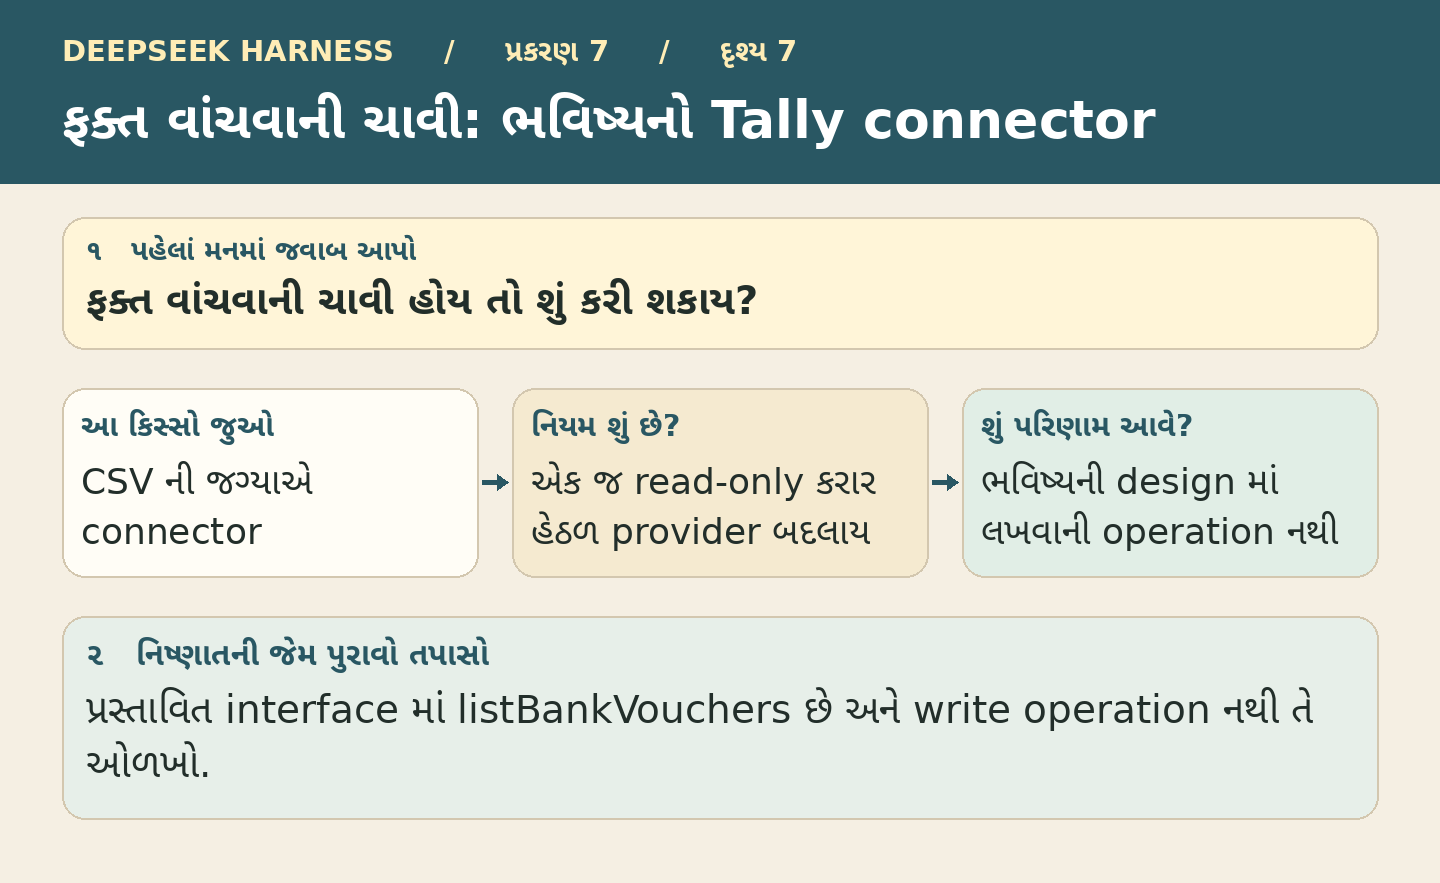 DEEPSEEK HARNESS / પ્રકરણ 7 / દૃશ્ય 7
ફક્ત વાંચવાની ચાવી: ભવિષ્યનો Tally connector
૧ પહેલાં મનમાં જવાબ આપો
ફક્ત વાંચવાની ચાવી હોય તો શું કરી શકાય?
આ કિસ્સો જુઓ
CSV ની જગ્યાએ
connector
નિયમ શું છે?
એક જ read-only કરાર
હેઠળ provider બદલાય
શું પરિણામ આવે?
ભવિષ્યની design માં
લખવાની operation નથી
૨ નિષ્ણાતની જેમ પુરાવો તપાસો
પ્રસ્તાવિત interface માં listBankVouchers છે અને write operation નથી તે
ઓળખો.